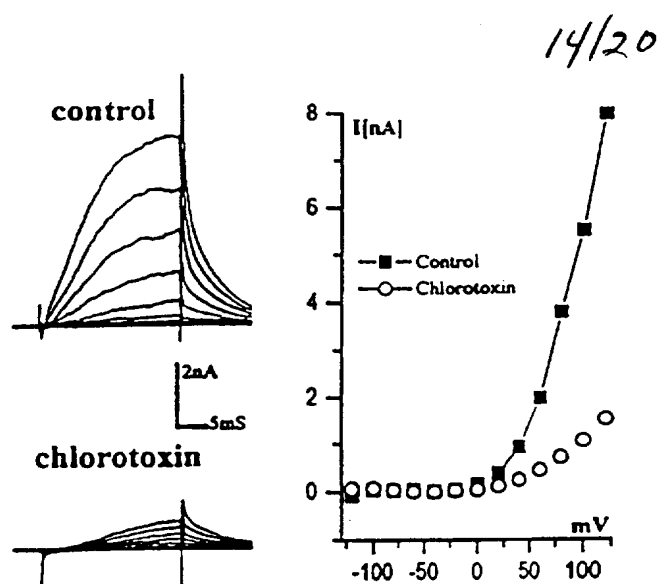 14/20
control
2nA
5mS
chlorotoxin
I[nA]
8
6
4
2
0
Control
Chlorotoxin
mV
-100 -50 0 50 100